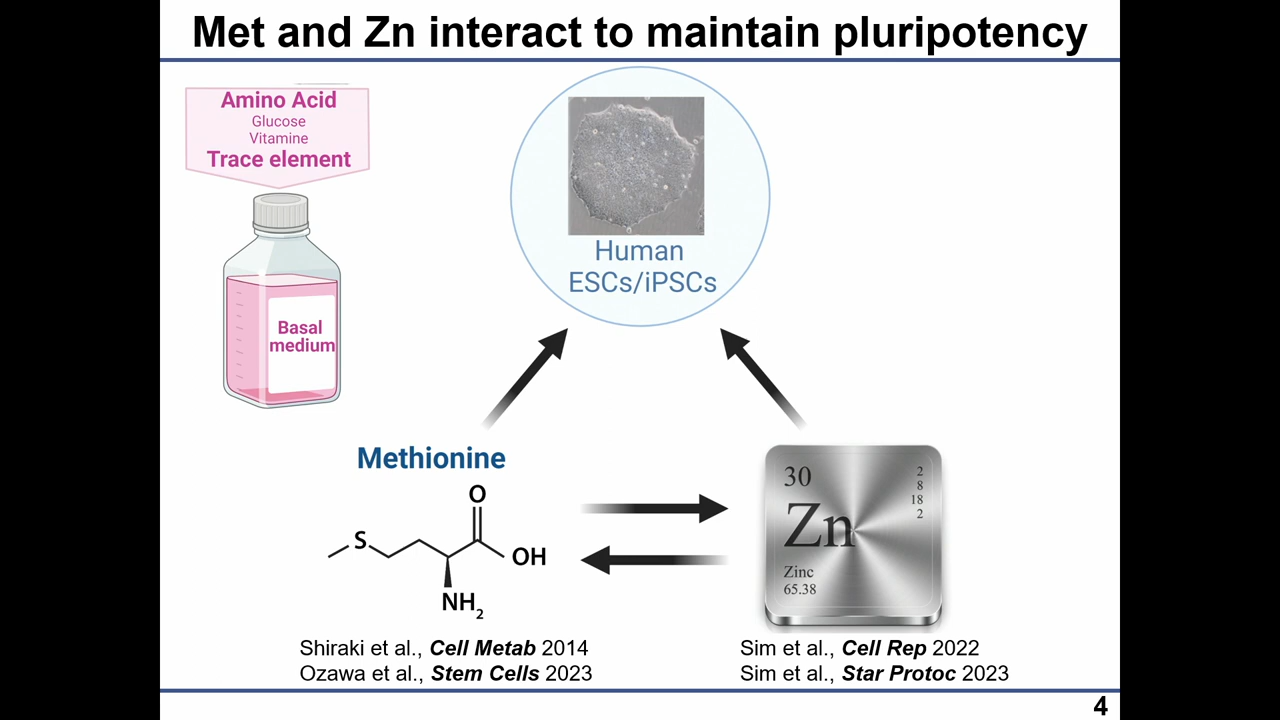 Met and Zn interact to maintain pluripotency
Amino Acid
Glucose
Vitamine
Trace element
Basal
medium
Human
ESCs/iPSCs
Methionine
O
S
OH
NH2
30
2
8
18
2
Zn
Zinc
65.38
Shiraki et al., Cell Metab 2014
Ozawa et al., Stem Cells 2023
Sim et al., Cell Rep 2022
Sim et al., Star Protoc 2023
4